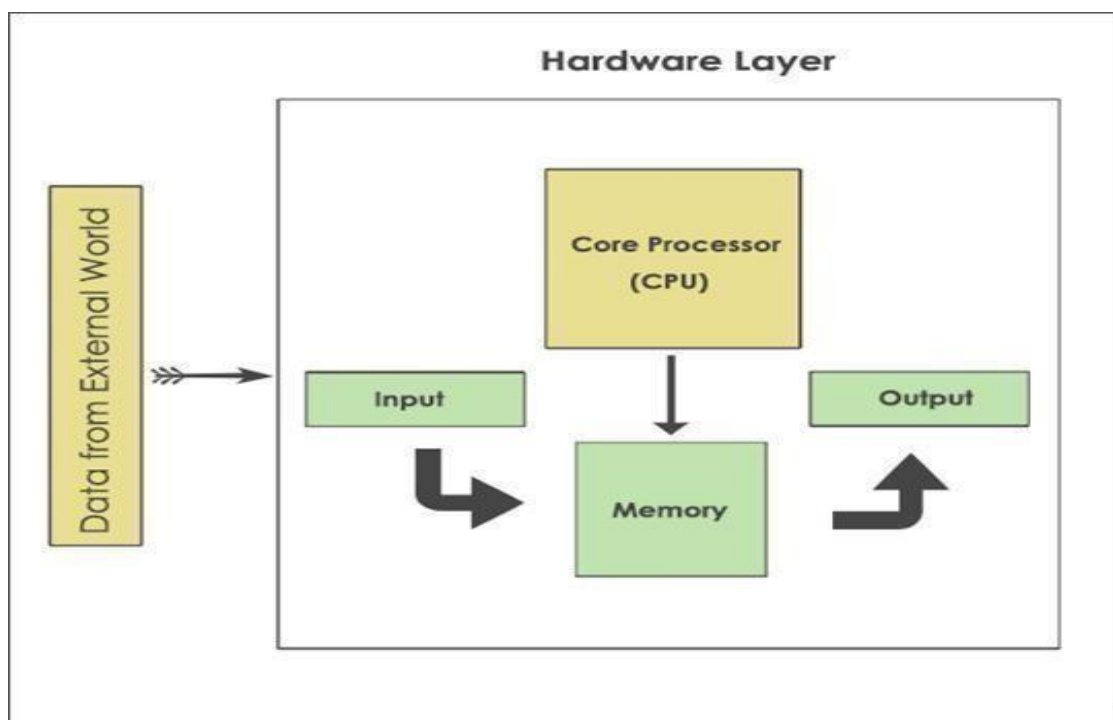 Hardware Layer
Data from External World
Core Processor
(CPU)
Input
Output
Memory